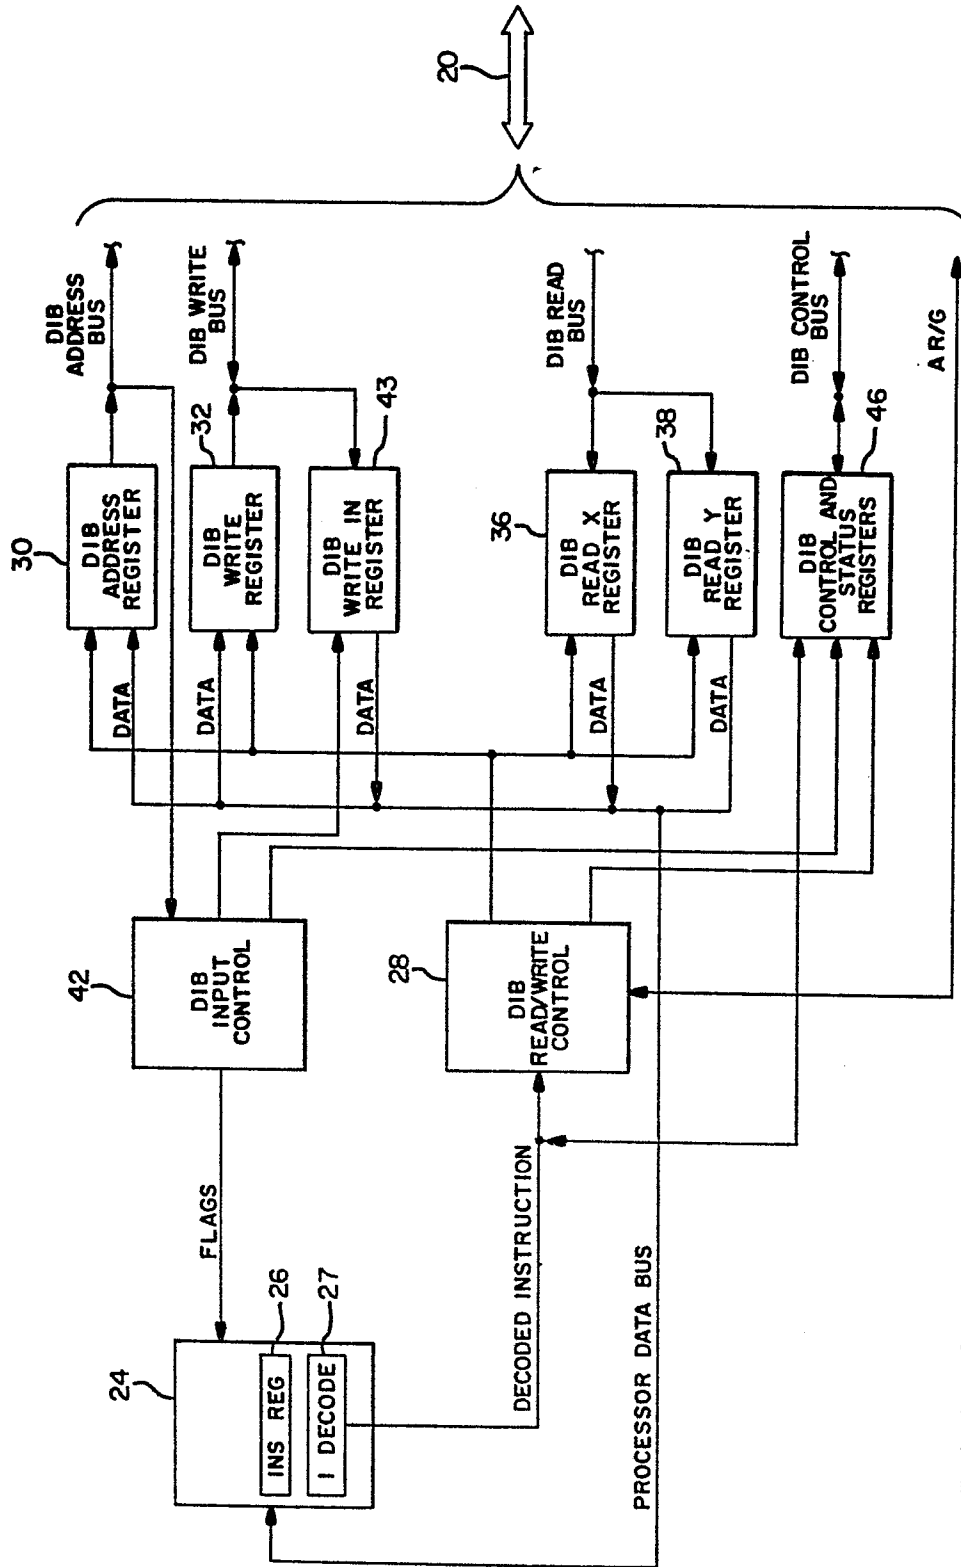 24
INS REG
26
I DECODE
27
FLAGS
DECODED INSTRUCTION
PROCESSOR DATA BUS
42
DIB
INPUT
CONTROL
28
DIB
READ/WRITE
CONTROL
DATA
DATA
DATA
DATA
DATA
30
DIB
ADDRESS
REGISTER
32
DIB
WRITE
REGISTER
DIB
WRITE IN
REGISTER
43
36
DIB
READ X
REGISTER
38
DIB
READ Y
REGISTER
DIB
CONTROL AND
STATUS
REGISTERS
46
DIB
ADDRESS
BUS
DIB WRITE
BUS
DIB READ
BUS
DIB CONTROL
BUS
AR/G
20